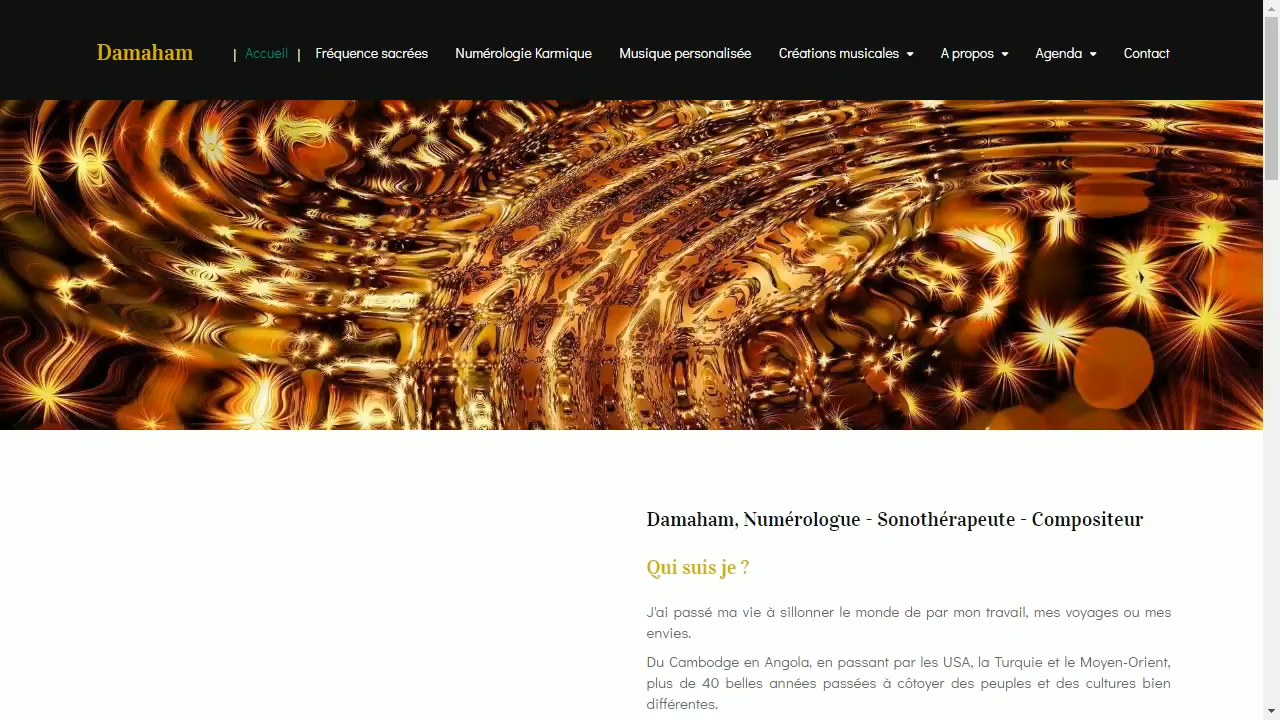 Damaham | Accueil | Fréquence sacrées Numérologie Karmique Musique personalisée Créations musicales A propos Agenda Contact
Damaham, Numérologue - Sonothérapeute - Compositeur
Qui suis je ?
J'ai passé ma vie à sillonner le monde de par mon travail, mes voyages ou mes
envies.
Du Cambodge en Angola, en passant par les USA, la Turquie et le Moyen-Orient,
plus de 40 belles années passées à côtoyer des peuples et des cultures bien
différentes.